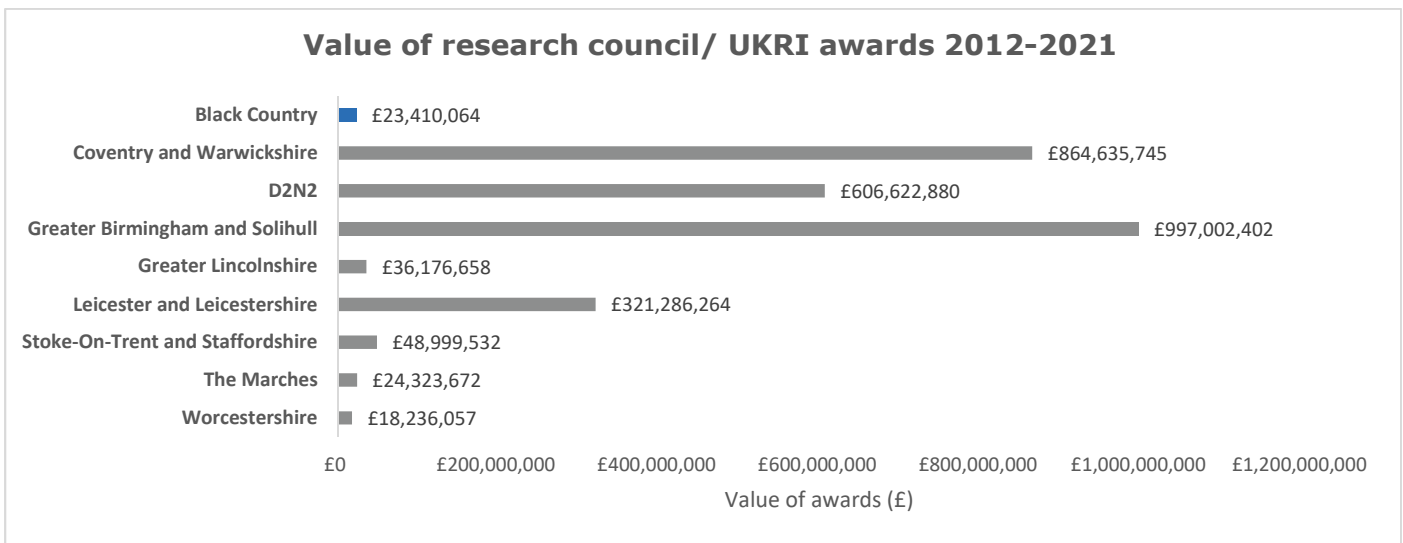 Value of research council/ UKRI awards 2012-2021
Black Country £23,410,064
Coventry and Warwickshire £864,635,745
D2N2 £606,622,880
Greater Birmingham and Solihull £997,002,402
Greater Lincolnshire £36,176,658
Leicester and Leicestershire £321,286,264
Stoke-On-Trent and Staffordshire £48,999,532
The Marches £24,323,672
Worcestershire £18,236,057
£0 £200,000,000 £400,000,000 £600,000,000 £800,000,000 £1,000,000,000 £1,200,000,000
Value of awards (£)